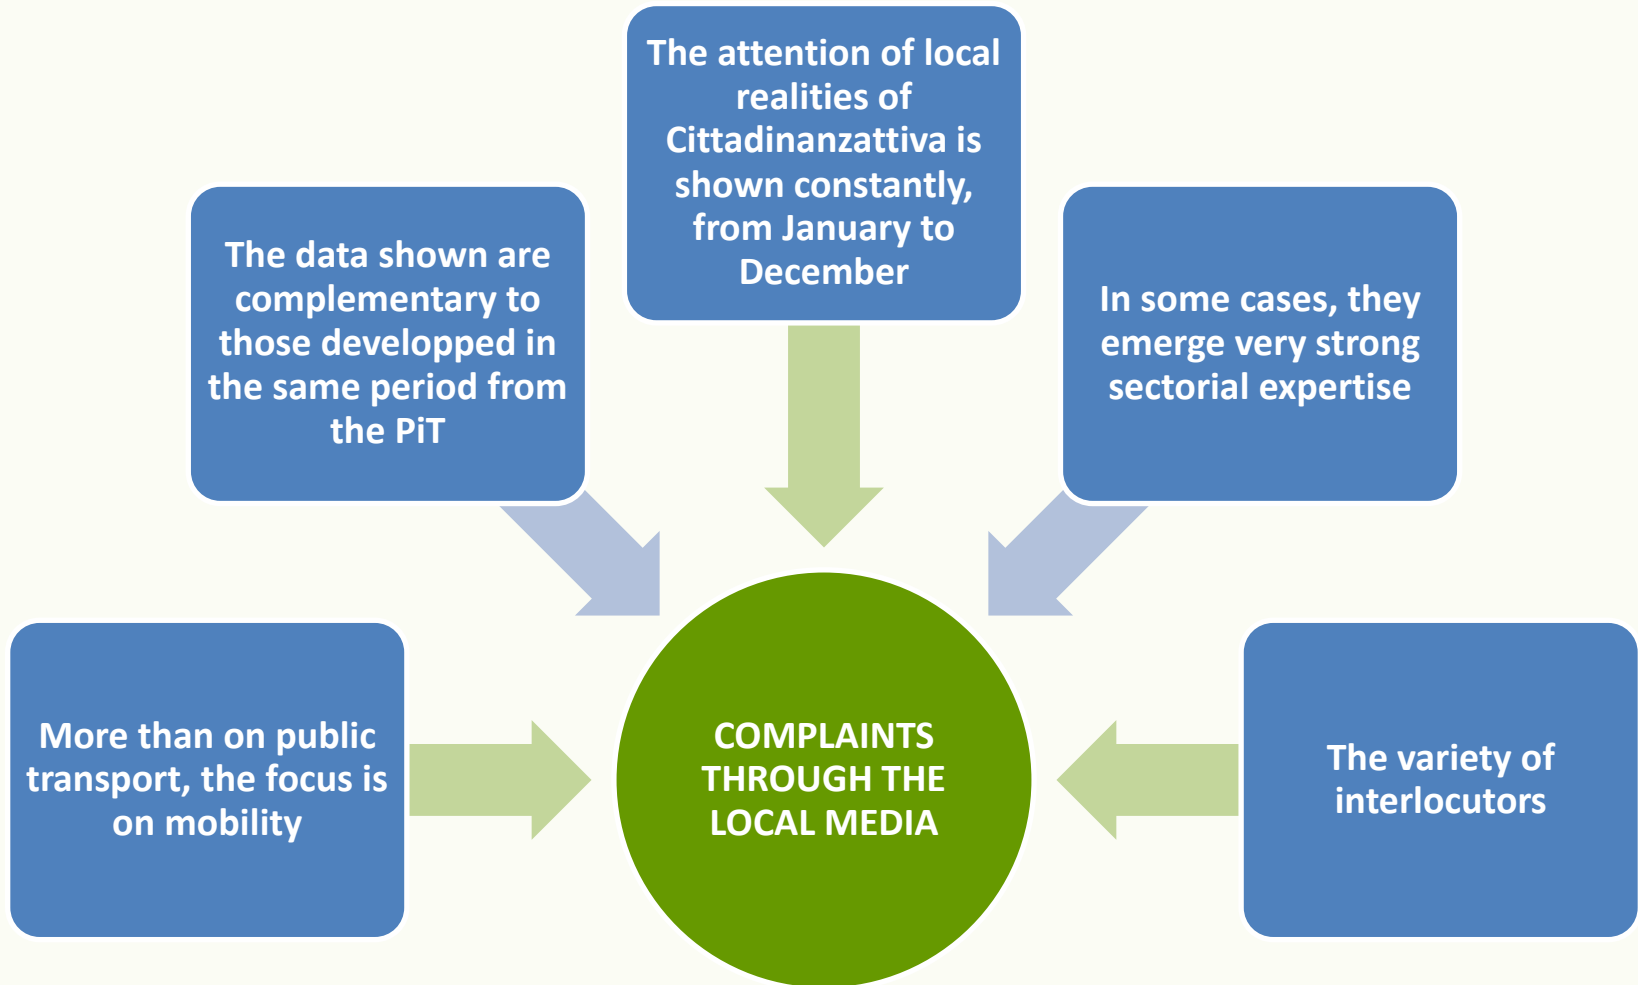 More than on public
transport, the focus is
on mobility
The data shown are
complementary to
those developped in
the same period from
the PiT
The attention of local
realities of
Cittadinanzattiva is
shown constantly,
from January to
December
In some cases, they
emerge very strong
sectorial expertise
The variety of
interlocutors
COMPLAINTS
THROUGH THE
LOCAL MEDIA